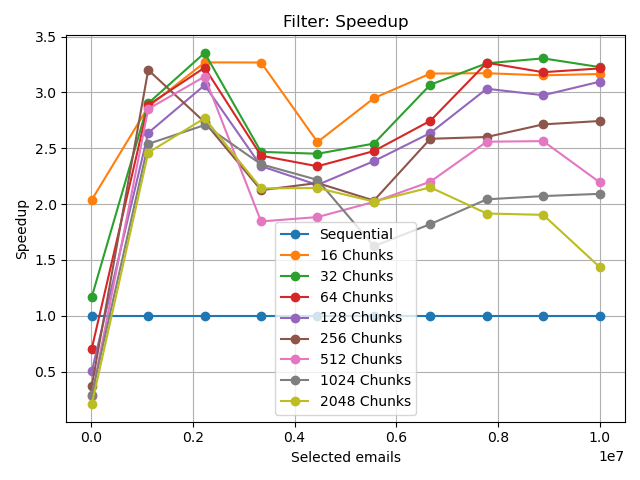 Filter: Speedup
3.5
3.0
2.5
2.0
1.5
1.0
0.5
Speedup
Sequential
16 Chunks
32 Chunks
64 Chunks
128 Chunks
256 Chunks
512 Chunks
1024 Chunks
2048 Chunks
0.0 0.2 0.4 0.6 0.8 1.0
1e7
Selected emails